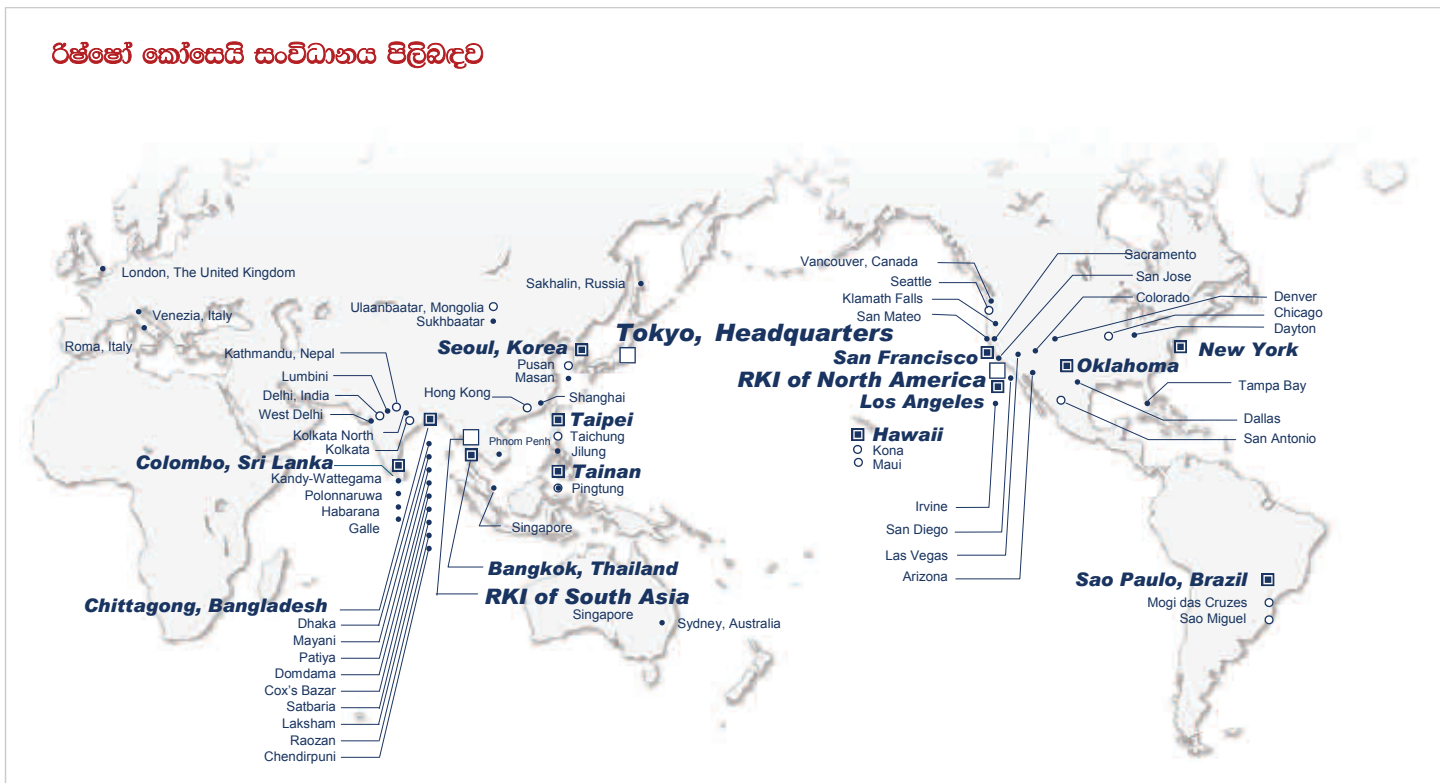 රිෂ්ෂෝ කෝසෙයි සංවිධානය පිලිබඳව
London, The United Kingdom
Venezia, Italy
Roma, Italy
Ulaanbaatar, Mongolia
Sukhbaatar
Sakhalin, Russia
Tokyo, Headquarters
Seoul, Korea
Pusan
Masan
Kathmandu, Nepal
Lumbini
Delhi, India
West Delhi
Kolkata North
Kolkata
Hong Kong
Shanghai
Taipei
Taichung
Jilung
Tainan
Pingtung
Phnom Penh
Colombo, Sri Lanka
Kandy-Wattegama
Polonnaruwa
Habarana
Galle
Singapore
Bangkok, Thailand
RKI of South Asia
Singapore
Sydney, Australia
Chittagong, Bangladesh
Dhaka
Mayani
Patiya
Domdama
Cox's Bazar
Satbaria
Laksham
Raozan
Chendirpuni
Vancouver, Canada
Seattle
Klamath Falls
San Mateo
San Francisco
RKI of North America
Los Angeles
Hawaii
Kona
Maui
Irvine
San Diego
Las Vegas
Arizona
Sacramento
San Jose
Colorado
Denver
Chicago
Dayton
New York
Oklahoma
Tampa Bay
Dallas
San Antonio
Sao Paulo, Brazil
Mogi das Cruzes
Sao Miguel